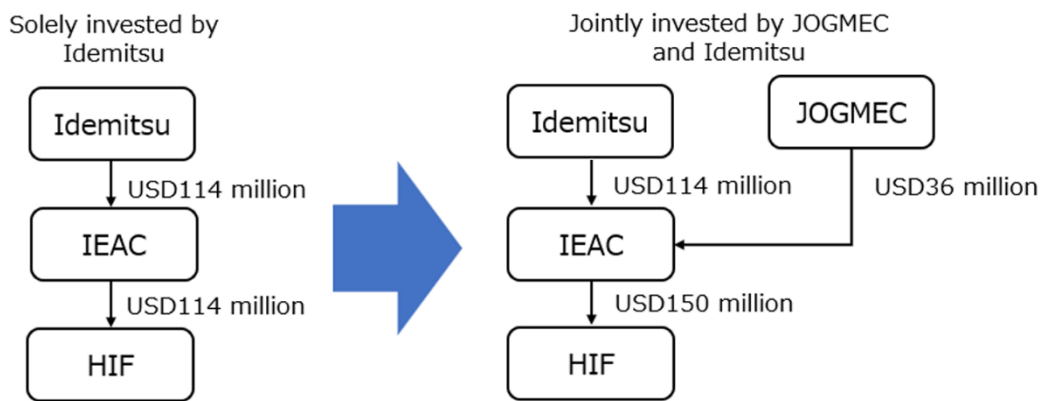 Solely invested by
Idemitsu
Idemitsu
USD114 million
IEAC
USD114 million
HIF
Jointly invested by JOGMEC
and Idemitsu
Idemitsu
JOGMEC
USD114 million
USD36 million
IEAC
USD150 million
HIF